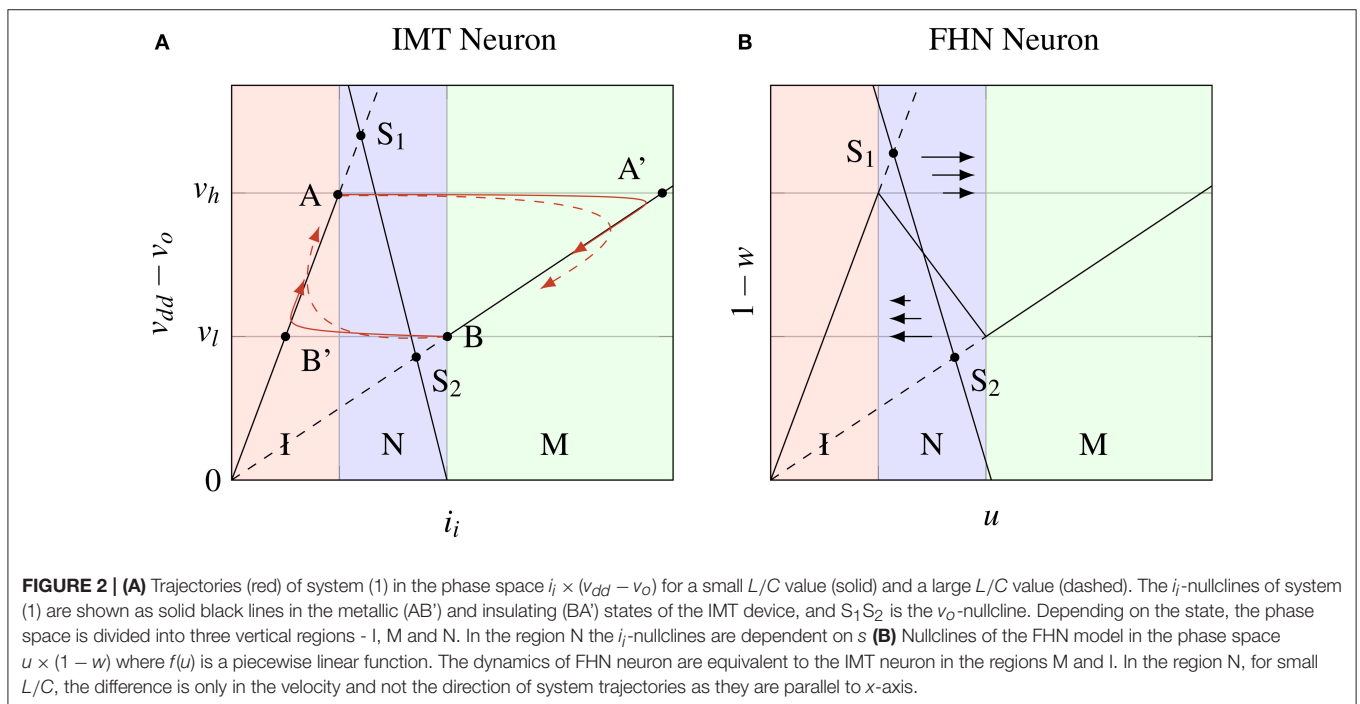 A
IMT Neuron
v_dd − v_o
v_h
v_l
0
A
S₁
A'
B'
B
S₂
I
N
M
i_i
B
FHN Neuron
1 − w
S₁
S₂
I
N
M
u
FIGURE 2 | (A) Trajectories (red) of system (1) in the phase space i_i × (v_dd − v_o) for a small L/C value (solid) and a large L/C value (dashed). The i_i-nullclines of system
(1) are shown as solid black lines in the metallic (AB') and insulating (BA') states of the IMT device, and S₁S₂ is the v_o-nullcline. Depending on the state, the phase
space is divided into three vertical regions - I, M and N. In the region N the i_i-nullclines are dependent on s (B) Nullclines of the FHN model in the phase space
u × (1 − w) where f(u) is a piecewise linear function. The dynamics of FHN neuron are equivalent to the IMT neuron in the regions M and I. In the region N, for small
L/C, the difference is only in the velocity and not the direction of system trajectories as they are parallel to x-axis.